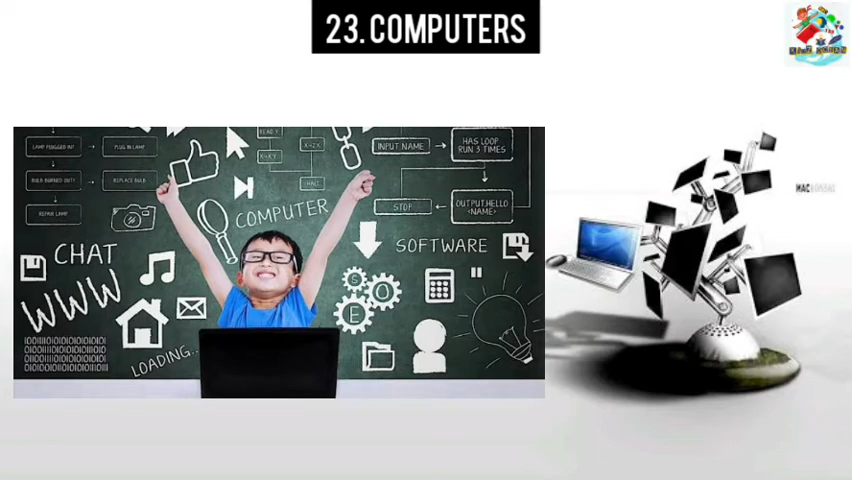 23. COMPUTERS
LAMP PLUGGED IN?
PLUG IN LAMP
BULB BURNED OUT?
REPLACE BULB
REPAIR LAMP
INPUT NAME
HAS LOOP
RUN 3 TIMES
STOP
OUTPUT,HELLO
<NAME>
COMPUTER
SOFTWARE
CHAT
WWW
S
O
E
LOADING..